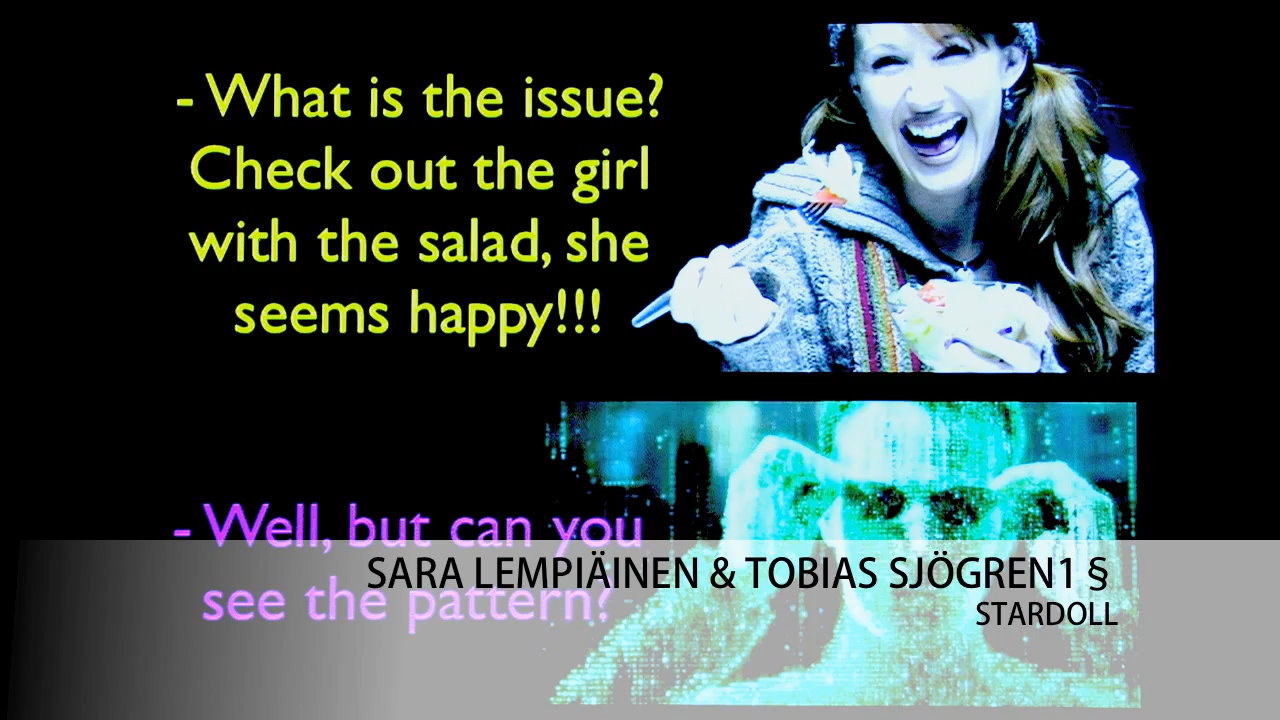 - What is the issue?
Check out the girl
with the salad, she
seems happy!!!
- Well, but can you
see the pattern?
SARA LEMPIÄINEN & TOBIAS SJÖGREN1 §
STARDOLL